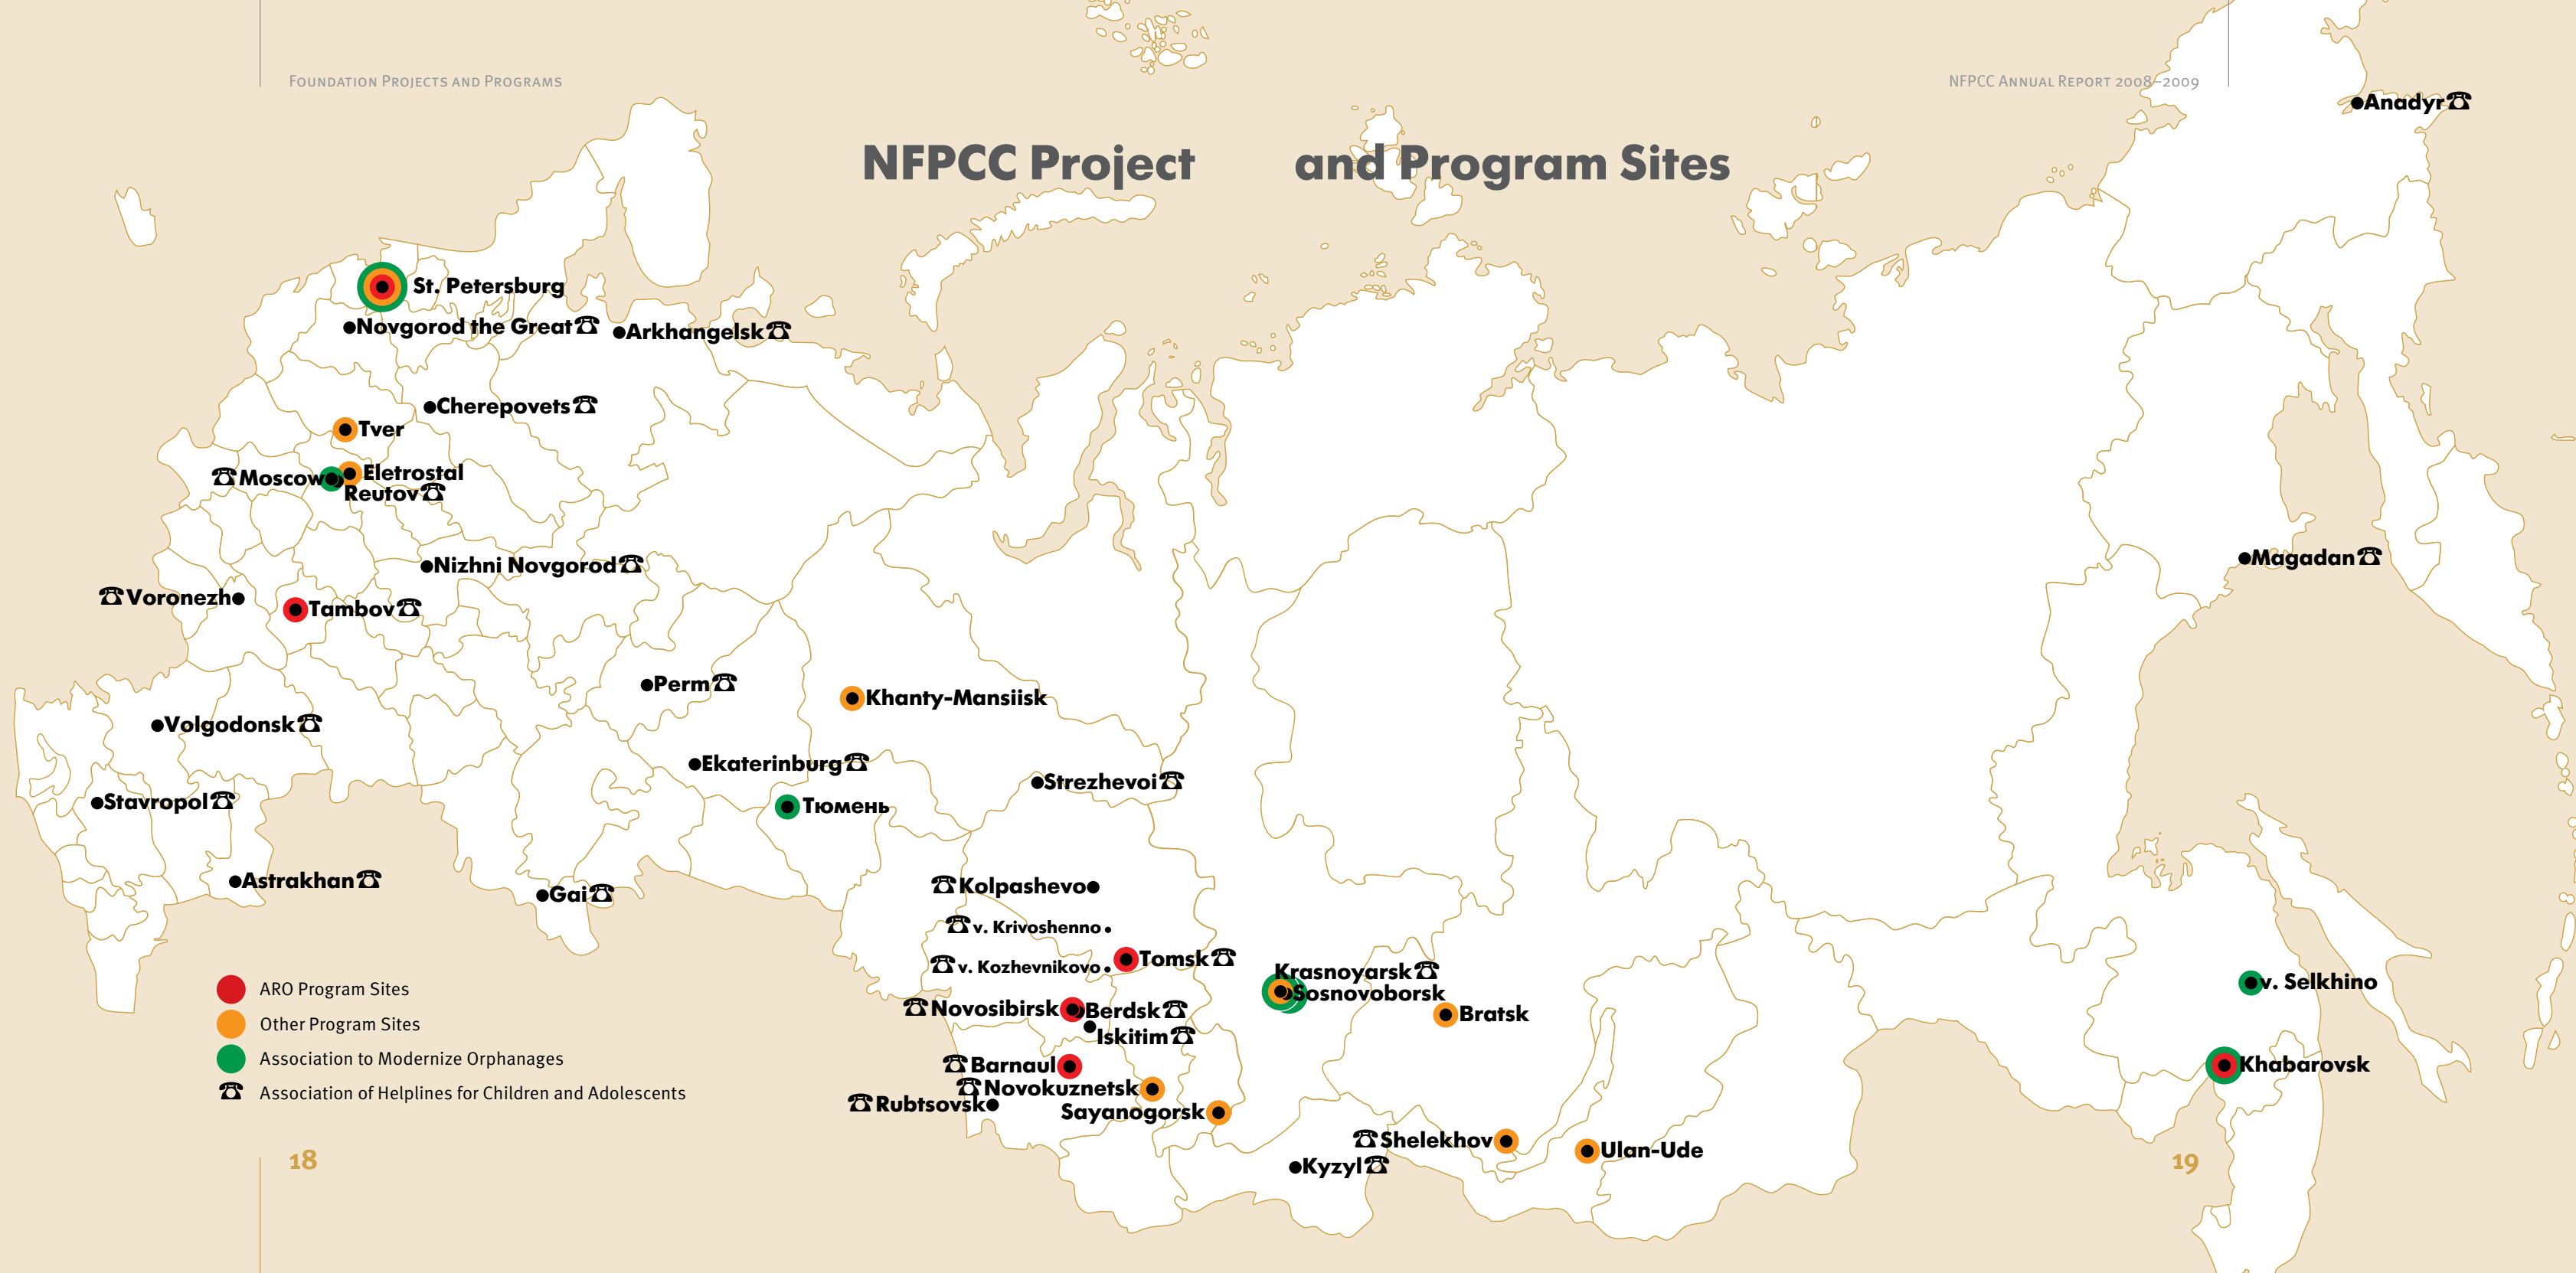 Foundation Projects and Programs
NFPCC Annual Report 2008–2009
NFPCC Project and Program Sites
Anadyr
St. Petersburg
Novgorod the Great
Arkhangelsk
Cherepovets
Tver
Moscow
Eletrostal
Reutov
Nizhni Novgorod
Magadan
Voronezh
Tambov
Perm
Khanty-Mansiisk
Volgodonsk
Ekaterinburg
Strezhevoi
Stavropol
Тюмень
Astrakhan
Gai
Kolpashevo
v. Krivoshenno
Tomsk
v. Kozhevnikovo
Krasnoyarsk
Sosnovoborsk
v. Selkhino
Novosibirsk
Berdsk
Bratsk
Iskitim
Barnaul
Khabarovsk
Novokuznetsk
Rubtsovsk
Sayanogorsk
Shelekhov
Ulan-Ude
Kyzyl
ARO Program Sites
Other Program Sites
Association to Modernize Orphanages
Association of Helplines for Children and Adolescents
18
19